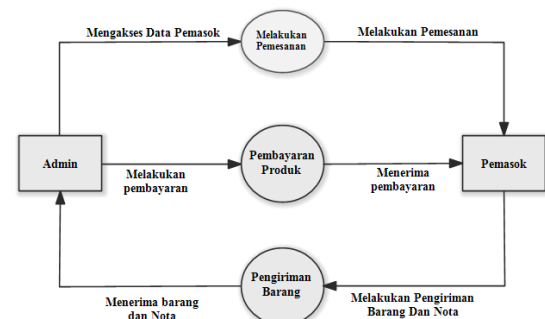 Mengakses Data Pemasok
Melakukan
Pemesanan
Melakukan Pemesanan
Admin
Melakukan
pembayaran
Pembayaran
Produk
Menerima
pembayaran
Pemasok
Menerima barang
dan Nota
Pengiriman
Barang
Melakukan Pengiriman
Barang Dan Nota